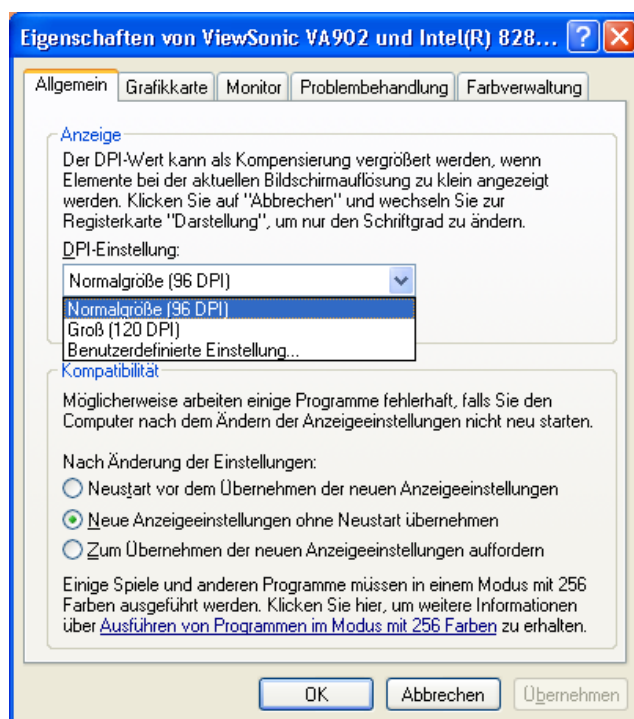 Eigenschaften von ViewSonic VA902 und Intel(R) 828...
Allgemein Grafikkarte Monitor Problembehandlung Farbverwaltung
Anzeige
Der DPI-Wert kann als Kompensierung vergrößert werden, wenn
Elemente bei der aktuellen Bildschirmauflösung zu klein angezeigt
werden. Klicken Sie auf "Abbrechen" und wechseln Sie zur
Registerkarte "Darstellung", um nur den Schriftgrad zu ändern.
DPI-Einstellung:
Normalgröße (96 DPI)
Normalgröße (96 DPI)
Groß (120 DPI)
Benutzerdefinierte Einstellung...
Kompatibilität
Möglicherweise arbeiten einige Programme fehlerhaft, falls Sie den
Computer nach dem Ändern der Anzeigeeinstellungen nicht neu starten.
Nach Änderung der Einstellungen:
Neustart vor dem Übernehmen der neuen Anzeigeeinstellungen
Neue Anzeigeeinstellungen ohne Neustart übernehmen
Zum Übernehmen der neuen Anzeigeeinstellungen auffordern
Einige Spiele und anderen Programme müssen in einem Modus mit 256
Farben ausgeführt werden. Klicken Sie hier, um weitere Informationen
über Ausführen von Programmen im Modus mit 256 Farben zu erhalten.
OK Abbrechen Übernehmen